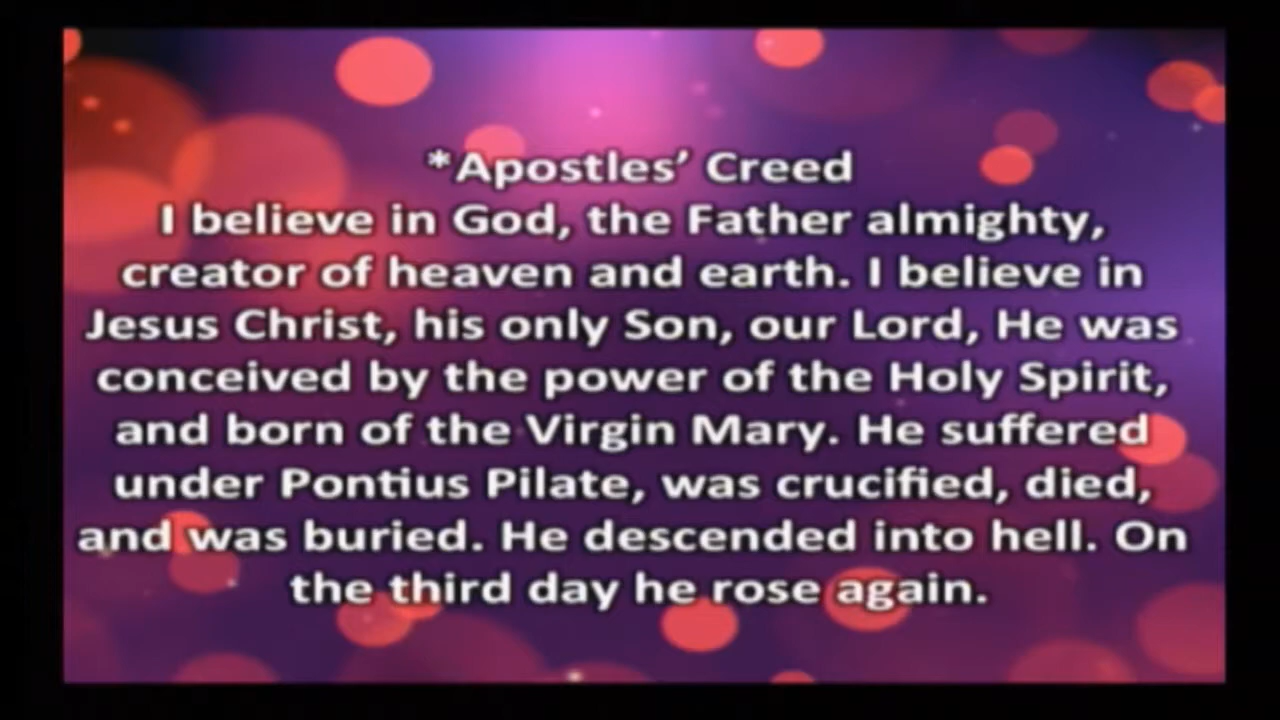 *Apostles’ Creed
I believe in God, the Father almighty,
creator of heaven and earth. I believe in
Jesus Christ, his only Son, our Lord, He was
conceived by the power of the Holy Spirit,
and born of the Virgin Mary. He suffered
under Pontius Pilate, was crucified, died,
and was buried. He descended into hell. On
the third day he rose again.